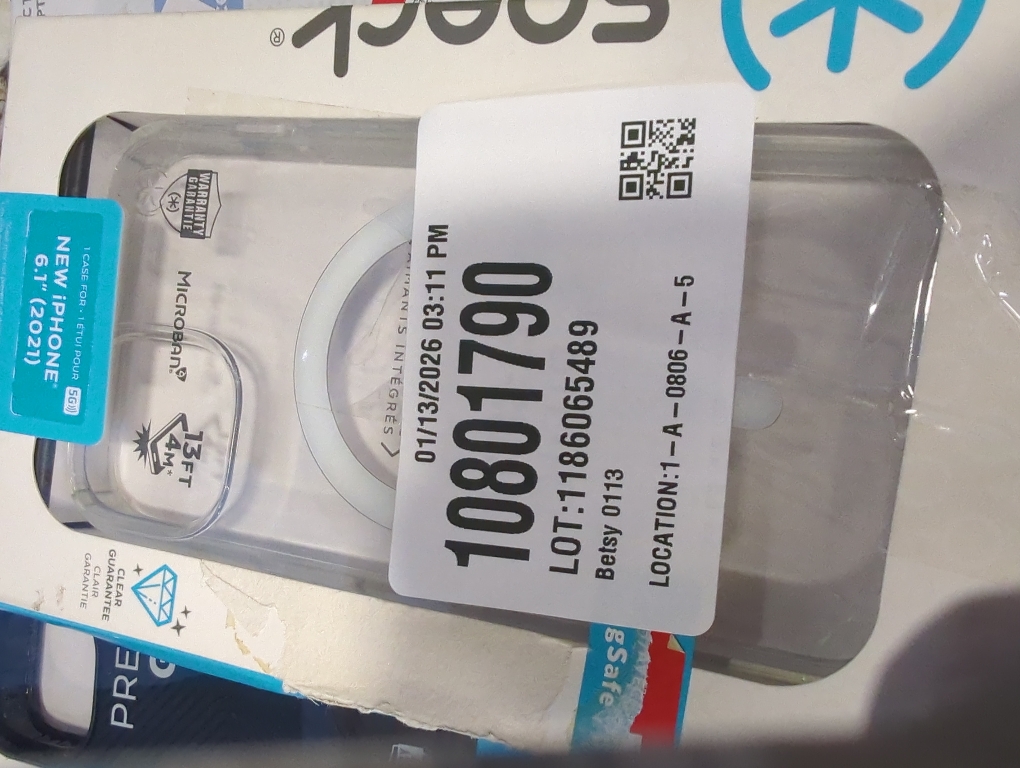 speck®
01/13/2026 03:11 PM
10801790
LOT:1186065489
Betsy 0113
LOCATION:1-A-0806-A-5
WARRANTY
GARANTIE
MICROBAN®
13FT
4M*
INTÉGRÉS
1 CASE FOR • 1 ÉTUI POUR
NEW iPHONE®
6.1" (2021)
5G
CLEAR
GUARANTEE
CLAIR
GARANTIE
gSafe
PRE